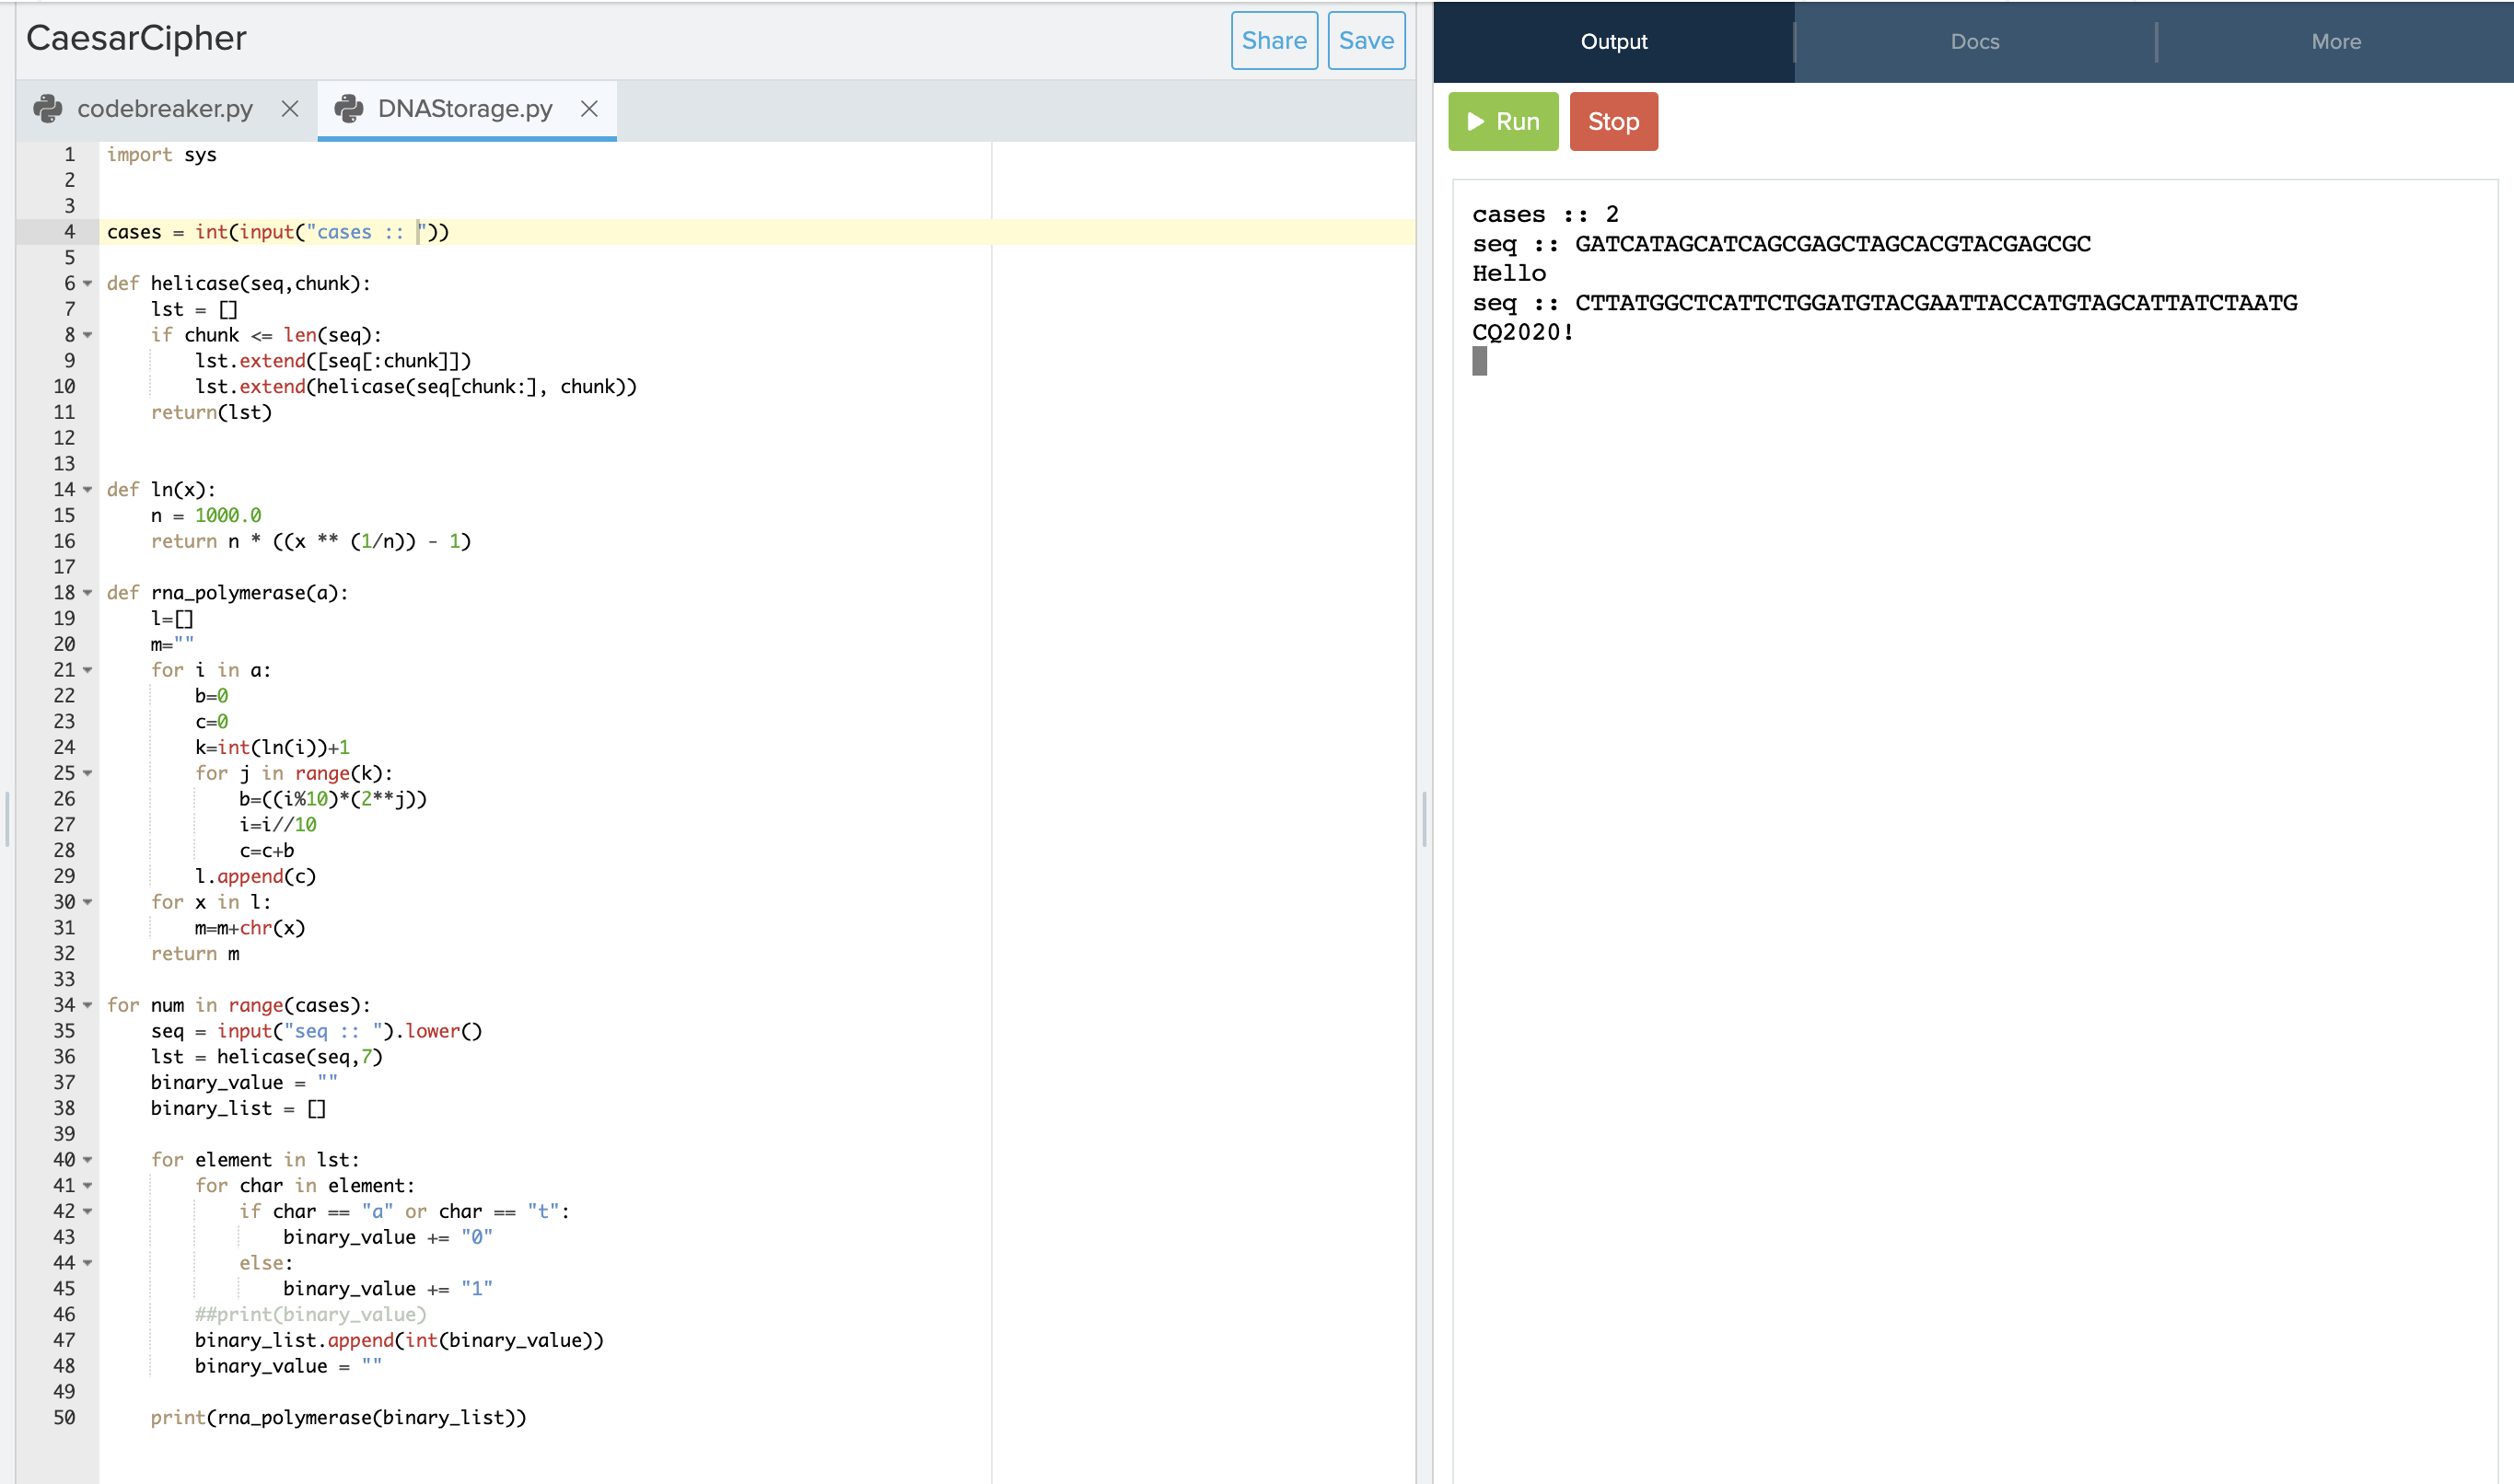 CaesarCipher
Share
Save
codebreaker.py
DNAStorage.py
1 import sys
2
3
4 cases = int(input("cases :: "))
5
6 def helicase(seq,chunk):
7     lst = []
8     if chunk <= len(seq):
9         lst.extend([seq[:chunk]])
10         lst.extend(helicase(seq[chunk:], chunk))
11     return(lst)
12
13
14 def ln(x):
15     n = 1000.0
16     return n * ((x ** (1/n)) - 1)
17
18 def rna_polymerase(a):
19     l=[]
20     m=""
21     for i in a:
22         b=0
23         c=0
24         k=int(ln(i))+1
25         for j in range(k):
26             b=((i%10)*(2**j))
27             i=i//10
28             c=c+b
29         l.append(c)
30     for x in l:
31         m=m+chr(x)
32     return m
33
34 for num in range(cases):
35     seq = input("seq :: ").lower()
36     lst = helicase(seq,7)
37     binary_value = ""
38     binary_list = []
39
40     for element in lst:
41         for char in element:
42             if char == "a" or char == "t":
43                 binary_value += "0"
44             else:
45                 binary_value += "1"
46         ##print(binary_value)
47         binary_list.append(int(binary_value))
48         binary_value = ""
49
50     print(rna_polymerase(binary_list))
Output
Docs
More
Run
Stop
cases :: 2
seq :: GATCATAGCATCAGCGAGCTAGCACGTACGAGCGC
Hello
seq :: CTTATGGCTCATTCTGGATGTACGAATTACCATGTAGCATTATCTAATG
CQ2020!